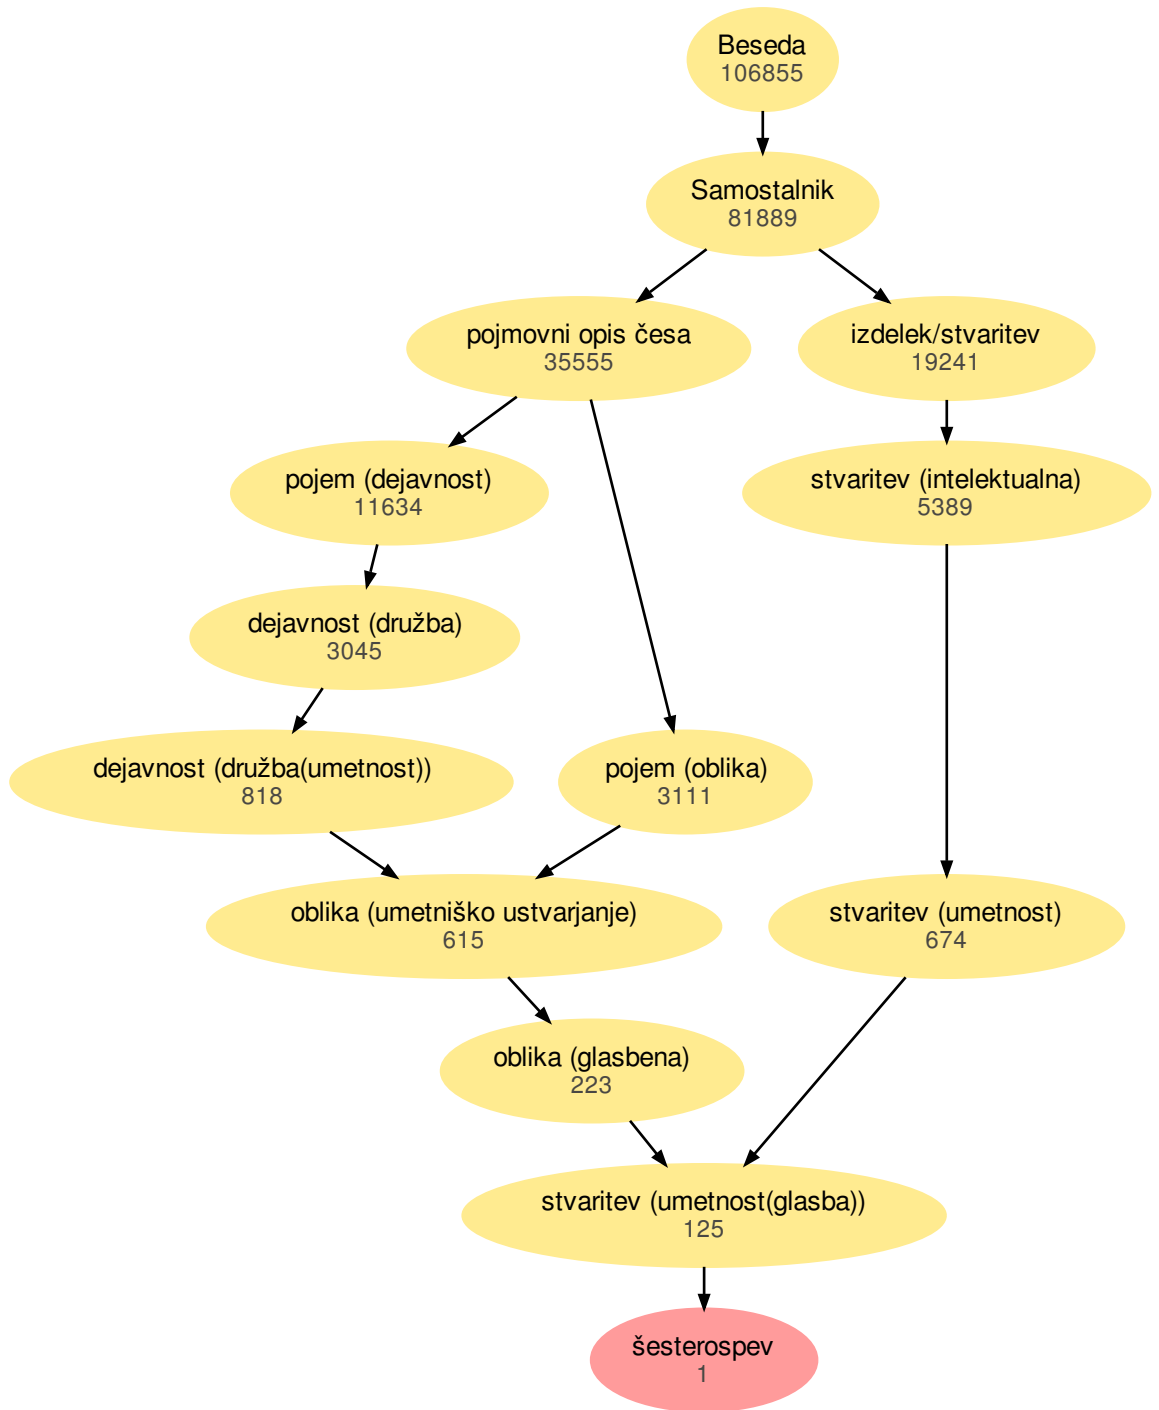 Beseda
106855
Samostalnik
81889
pojmovni opis česa
35555
izdelek/stvaritev
19241
pojem (dejavnost)
11634
stvaritev (intelektualna)
5389
dejavnost (družba)
3045
dejavnost (družba(umetnost))
818
pojem (oblika)
3111
oblika (umetniško ustvarjanje)
615
stvaritev (umetnost)
674
oblika (glasbena)
223
stvaritev (umetnost(glasba))
125
šesterospev
1